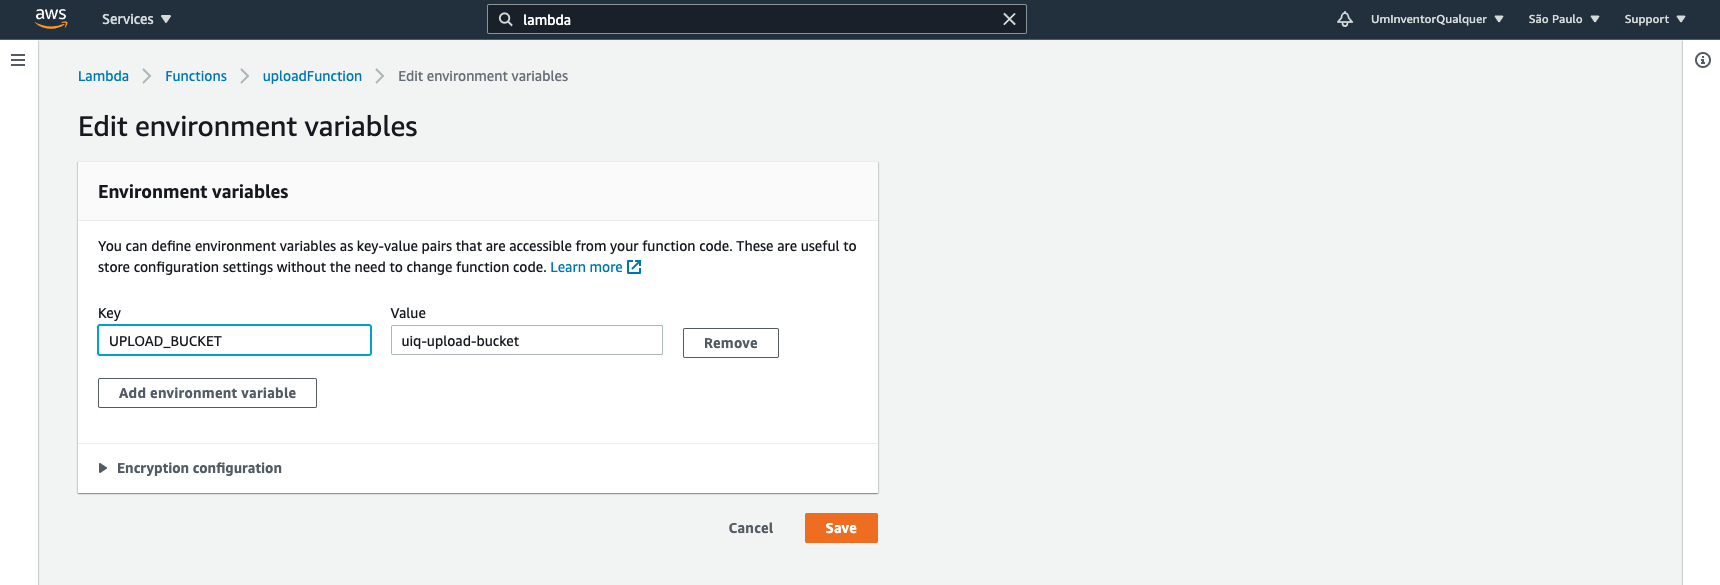 aws Services lambda UmInventorQualquer São Paulo Support
Lambda Functions uploadFunction Edit environment variables
Edit environment variables
Environment variables
You can define environment variables as key-value pairs that are accessible from your function code. These are useful to
store configuration settings without the need to change function code. Learn more
Key Value
UPLOAD_BUCKET uiq-upload-bucket Remove
Add environment variable
Encryption configuration
Cancel Save